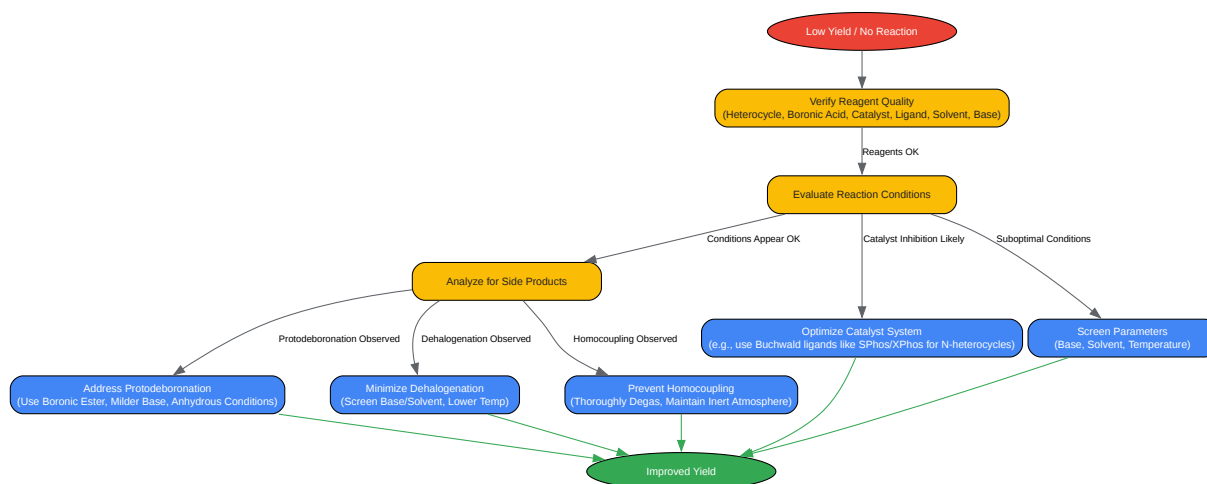 Low Yield / No Reaction
Verify Reagent Quality
(Heterocycle, Boronic Acid, Catalyst, Ligand, Solvent, Base)
Reagents OK
Evaluate Reaction Conditions
Conditions Appear OK
Catalyst Inhibition Likely
Suboptimal Conditions
Analyze for Side Products
Protodeboronation Observed
Dehalogenation Observed
Homocoupling Observed
Optimize Catalyst System
(e.g., use Buchwald ligands like SPhos/XPhos for N-heterocycles)
Screen Parameters
(Base, Solvent, Temperature)
Address Protodeboronation
(Use Boronic Ester, Milder Base, Anhydrous Conditions)
Minimize Dehalogenation
(Screen Base/Solvent, Lower Temp)
Prevent Homocoupling
(Thoroughly Degas, Maintain Inert Atmosphere)
Improved Yield